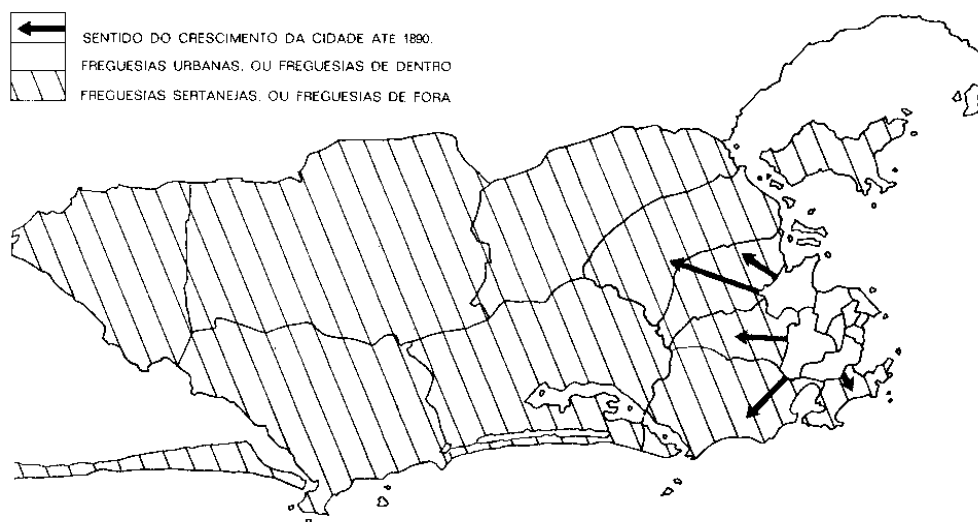 SENTIDO DO CRESCIMENTO DA CIDADE ATE 1890.
FREGUESIAS URBANAS, OU FREGUESIAS DE DENTRO
FREGUESIAS SERTANEJAS, OU FREGUESIAS DE FORA